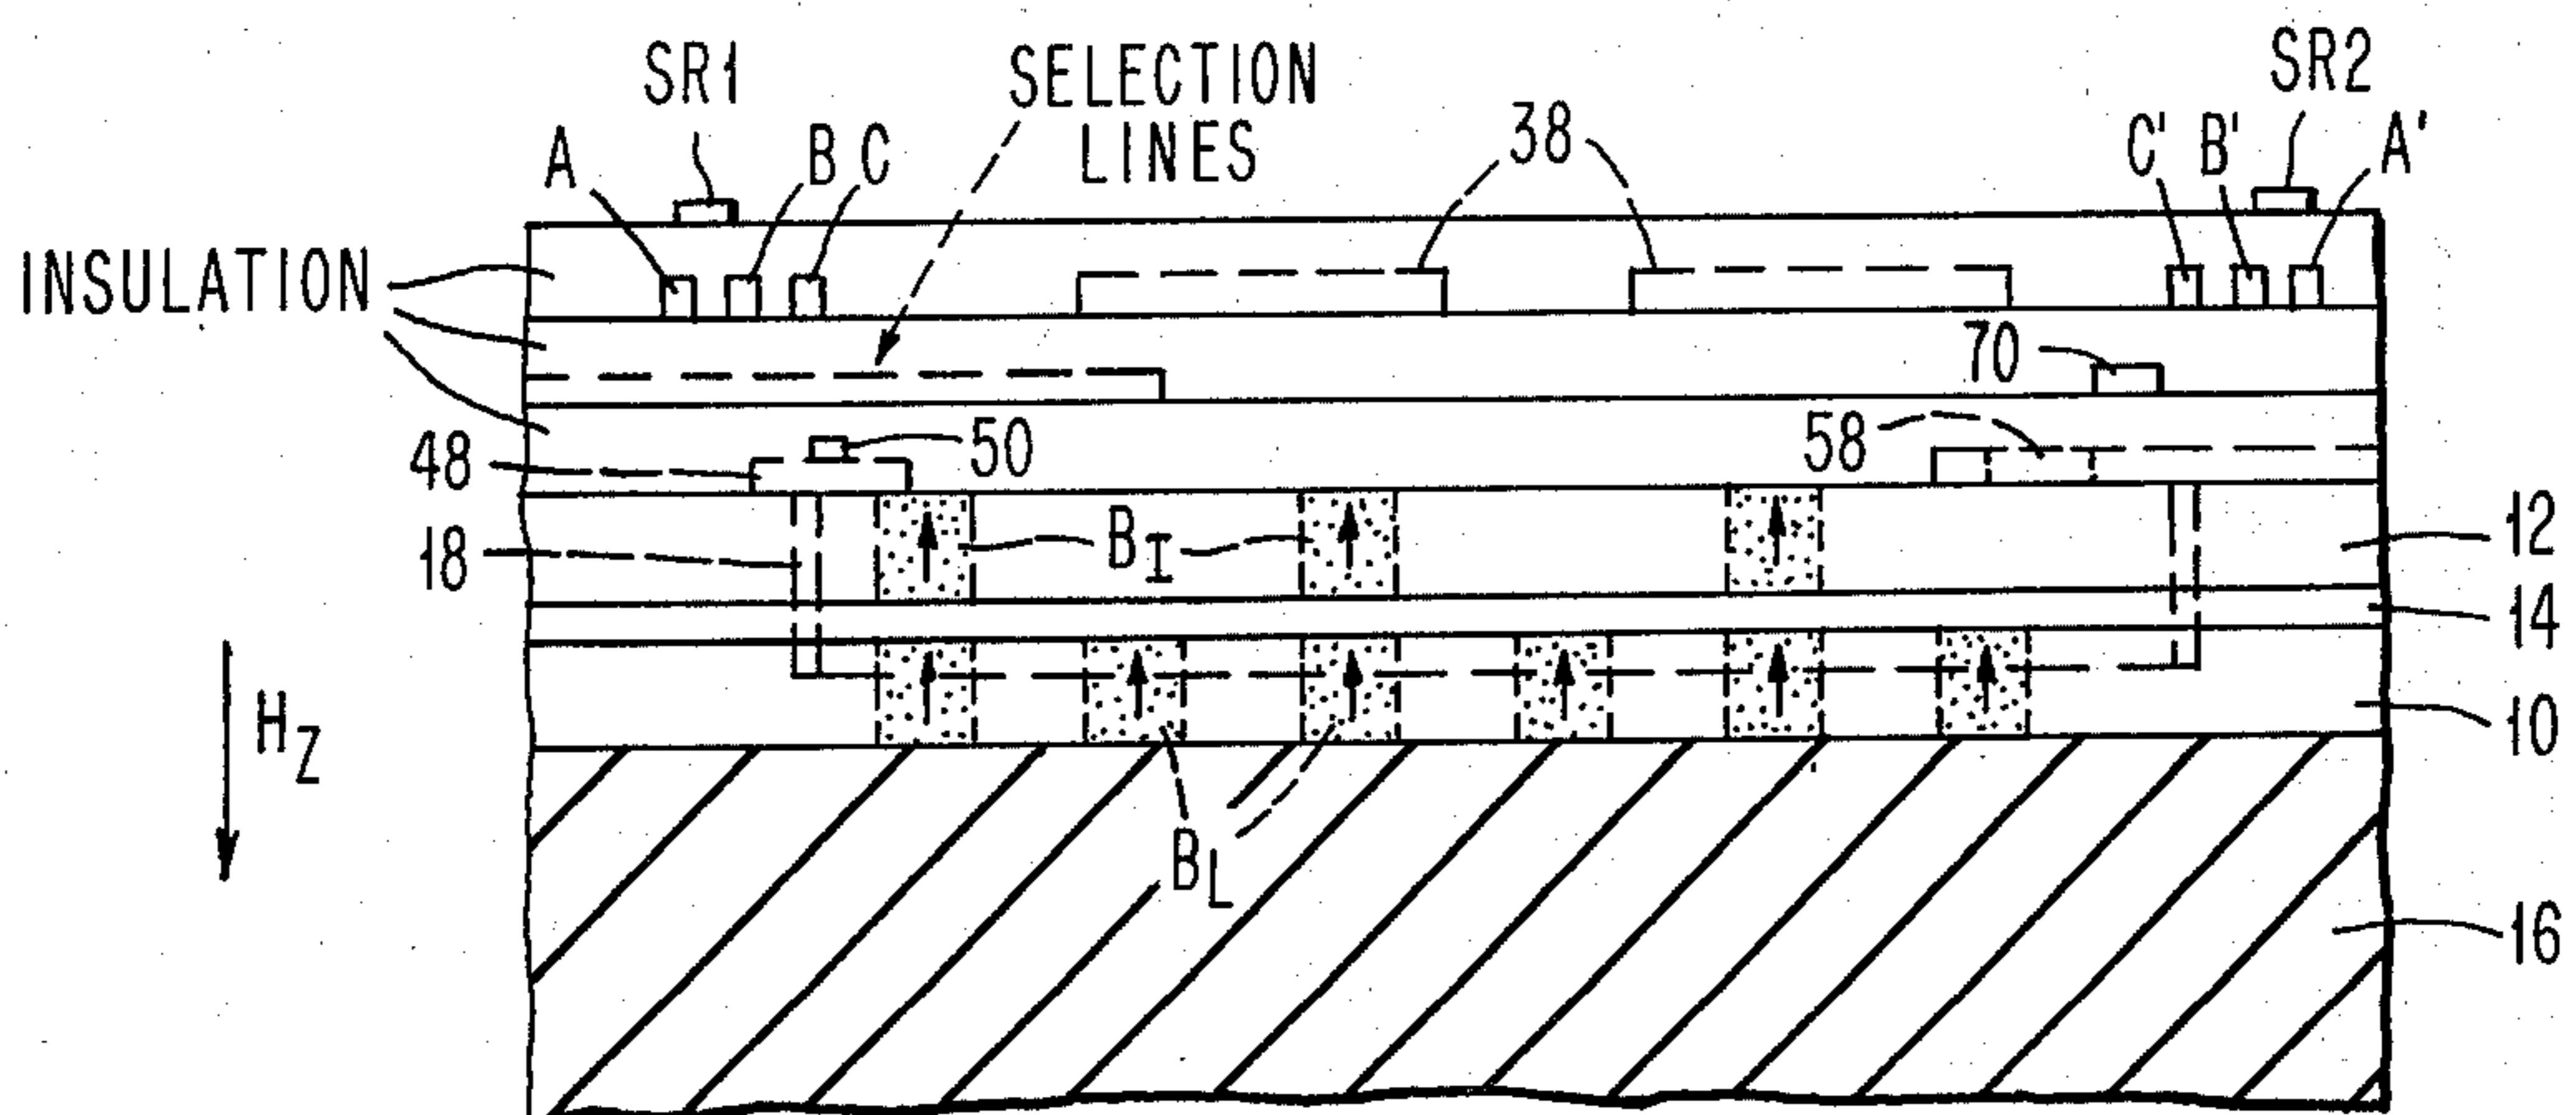 SR1
SELECTION
LINES
SR2
A
B
C
38
C'
B'
A'
INSULATION
70
48
50
58
18
B_I
12
14
H_Z
10
B_L
16